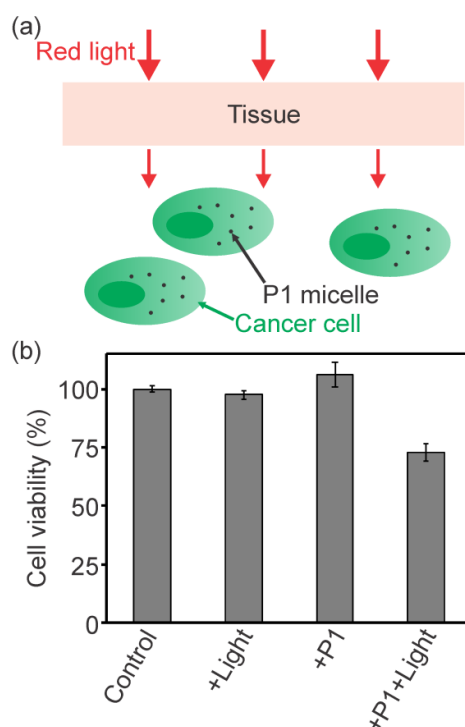 (a)
Red light
Tissue
P1 micelle
Cancer cell
(b)
Cell viability (%)
100
75
50
25
0
Control
+Light
+P1
+P1+Light